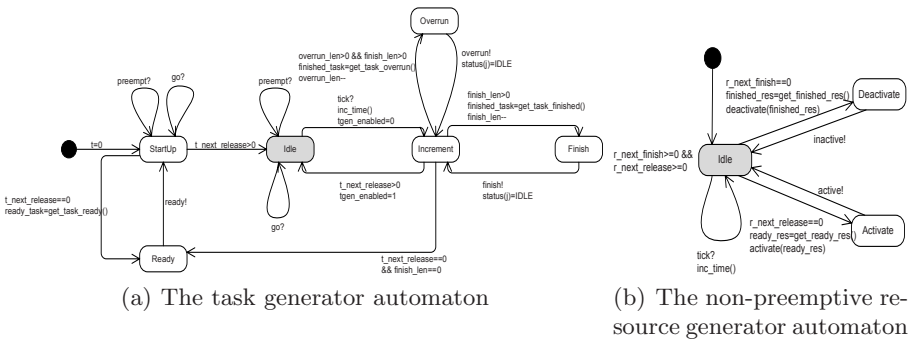 Overrun
overrun_len>0 && finish_len>0
finished_task=get_task_overrun()
overrun_len--
overrun!
status(j)=IDLE
preempt?
go?
preempt?
tick?
inc_time()
tgen_enabled=0
finish_len>0
finished_task=get_task_finished()
finish_len--
t=0
StartUp
t_next_release>0
Idle
Increment
Finish
t_next_release==0
ready_task=get_task_ready()
ready!
go?
t_next_release>0
tgen_enabled=1
finish!
status(j)=IDLE
Ready
t_next_release==0
&& finish_len==0
(a) The task generator automaton
r_next_finish==0
finished_res=get_finished_res()
deactivate(finished_res)
Deactivate
inactive!
r_next_finish>=0 &&
r_next_release>=0
Idle
active!
r_next_release==0
ready_res=get_ready_res()
activate(ready_res)
Activate
tick?
inc_time()
(b) The non-preemptive re-
source generator automaton